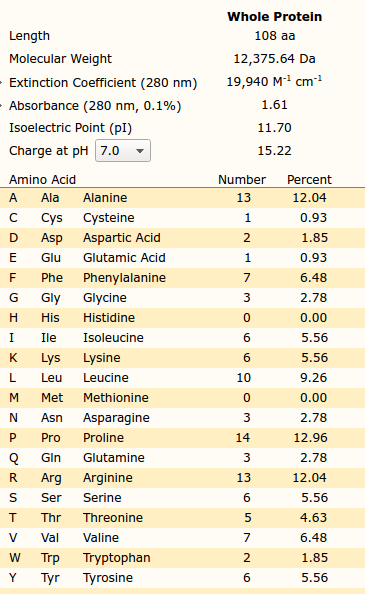 Whole Protein
Length 108 aa
Molecular Weight 12,375.64 Da
Extinction Coefficient (280 nm) 19,940 M⁻¹ cm⁻¹
Absorbance (280 nm, 0.1%) 1.61
Isoelectric Point (pI) 11.70
Charge at pH 7.0 15.22
Amino Acid Number Percent
A Ala Alanine 13 12.04
C Cys Cysteine 1 0.93
D Asp Aspartic Acid 2 1.85
E Glu Glutamic Acid 1 0.93
F Phe Phenylalanine 7 6.48
G Gly Glycine 3 2.78
H His Histidine 0 0.00
I Ile Isoleucine 6 5.56
K Lys Lysine 6 5.56
L Leu Leucine 10 9.26
M Met Methionine 0 0.00
N Asn Asparagine 3 2.78
P Pro Proline 14 12.96
Q Gln Glutamine 3 2.78
R Arg Arginine 13 12.04
S Ser Serine 6 5.56
T Thr Threonine 5 4.63
V Val Valine 7 6.48
W Trp Tryptophan 2 1.85
Y Tyr Tyrosine 6 5.56